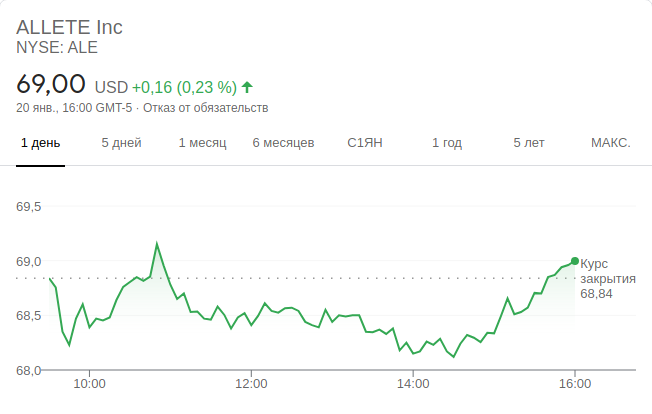 ALLETE Inc
NYSE: ALE
69,00 USD +0,16 (0,23 %)
20 янв., 16:00 GMT-5 · Отказ от обязательств
1 день 5 дней 1 месяц 6 месяцев С1ЯН 1 год 5 лет МАКС.
69,5
69,0
Курс
закрытия
68,84
68,5
68,0
10:00 12:00 14:00 16:00